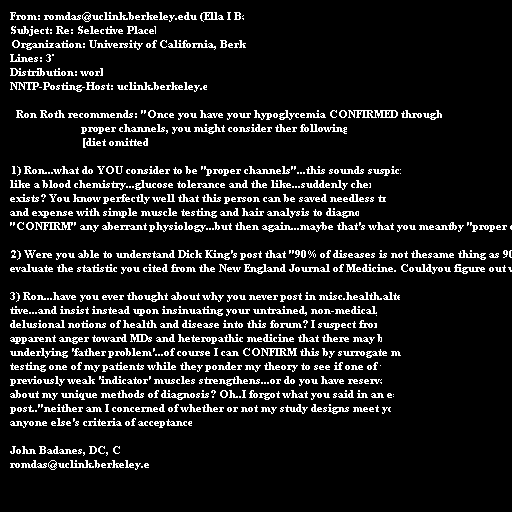 From: romdas@uclink.berkeley.edu (Ella I
Subject: Re: Selective Place
Organization: University of California, Berk
Lines: 3
Distribution: worl
NNTP-Posting-Host: uclink.berkeley.e
Ron Roth recommends: "Once you have your hypoglycemia CONFIRMED through
proper channels, you might consider ther following
[diet omitted
1) Ron...what do YOU consider to be "proper channels"...this sounds suspic
like a blood chemistry...glucose tolerance and the like...suddenly che
exists? You know perfectly well that this person can be saved needless
and expense with simple muscle testing and hair analysis to diagno
"CONFIRM" any aberrant physiology...but then again...maybe that's what you meantby "proper
2) Were you able to understand Dick King's post that "90% of diseases is not thesame thing as 90
evaluate the statistic you cited from the New England Journal of Medicine. Couldyou figure out
3) Ron...have you ever thought about why you never post in misc.health.alte
tive...and insist instead upon insinuating your untrained, non-medical,
delusional notions of health and disease into this forum? I suspect from
apparent anger toward MDs and heteropathic medicine that there may
underlying 'father problem'...of course I can CONFIRM this by surrogate m
testing one of my patients while they ponder my theory to see if one of
previously weak 'indicator' muscles strengthens...or do you have reserva
about my unique methods of diagnosis? Oh..I forgot what you said in an
post.."neither am I concerned of whether or not my study designs meet yo
anyone else's criteria of acceptance
John Badanes, DC, C
romdas@uclink.berkeley.e